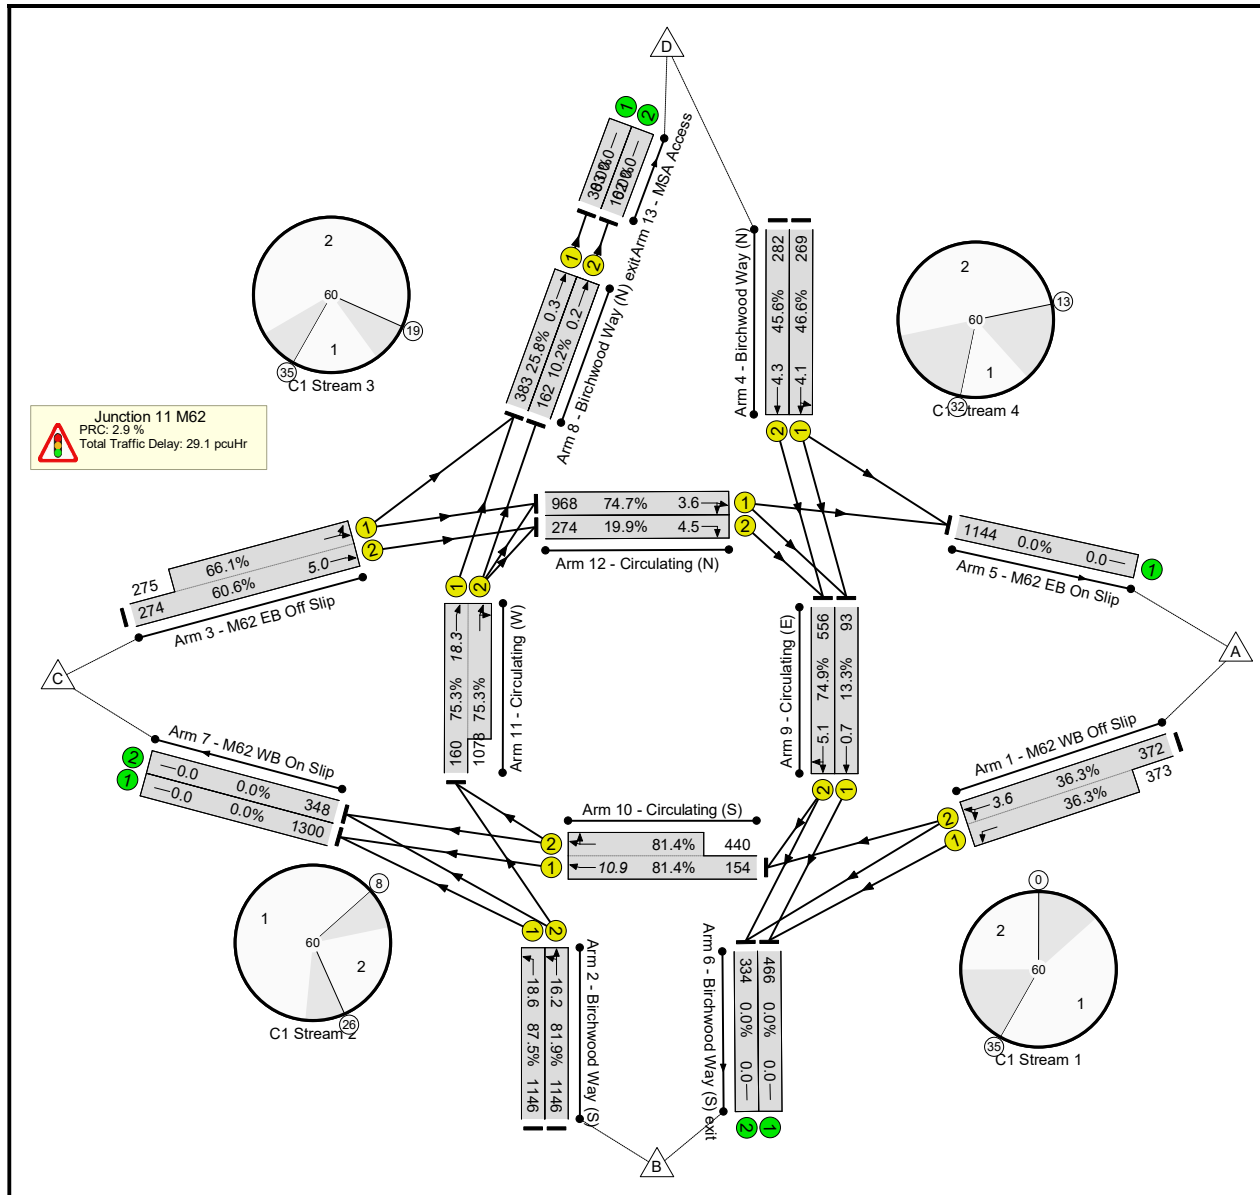 D
1
2
Arm 13 - MSA Access
1
2
383 25.8% 0.3
162 10.2% 0.2
Arm 8 - Birchwood Way (N) exit
2
60
1
19
35
C1 Stream 3
Arm 4 - Birchwood Way (N)
282 45.6% 4.3
269 46.6% 4.1
2
1
2
60
1
13
32
Stream 4
Junction 11 M62
PRC: 2.9 %
Total Traffic Delay: 29.1 pcuHr
968 74.7% 3.6
274 19.9% 4.5
1
2
Arm 12 - Circulating (N)
1
2
275 66.1%
274 60.6% 5.0
Arm 3 - M62 EB Off Slip
1144 0.0% 0.0
1
Arm 5 - M62 EB On Slip
1
2
160 75.3% 18.3
1078 75.3%
Arm 11 - Circulating (W)
Arm 9 - Circulating (E)
556 74.9% 5.1
93 13.3% 0.7
2
1
C
A
Arm 7 - M62 WB On Slip
2
1
0.0 0.0% 348
0.0 0.0% 1300
Arm 1 - M62 WB Off Slip
2
1
3.6 36.3% 372
36.3% 373
Arm 10 - Circulating (S)
2
1
81.4% 440
10.9 81.4% 154
1
60
2
8
26
C1 Stream 2
1
2
18.6 87.5% 1146
16.2 81.9% 1146
Arm 2 - Birchwood Way (S)
Arm 6 - Birchwood Way (S) exit
334 0.0% 0.0
466 0.0% 0.0
2
1
0
2
60
1
35
C1 Stream 1
B